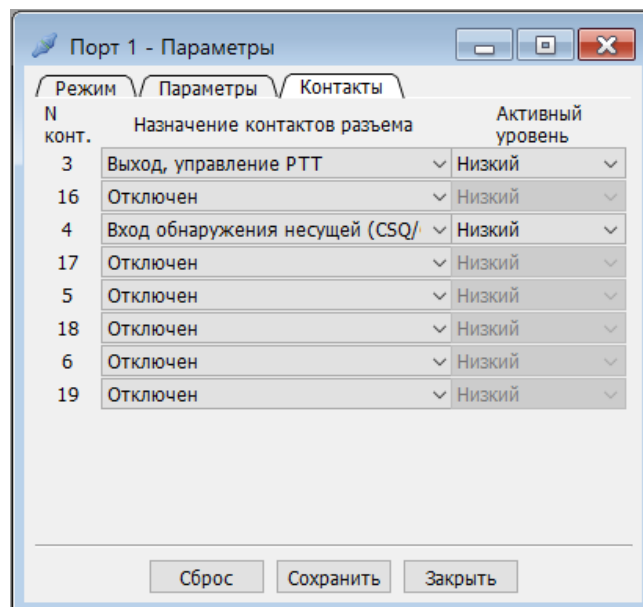 Порт 1 - Параметры
Режим Параметры Контакты
N конт. Назначение контактов разъема Активный уровень
3 Выход, управление PTT Низкий
16 Отключен Низкий
4 Вход обнаружения несущей (CSQ/ Низкий
17 Отключен Низкий
5 Отключен Низкий
18 Отключен Низкий
6 Отключен Низкий
19 Отключен Низкий
Сброс Сохранить Закрыть